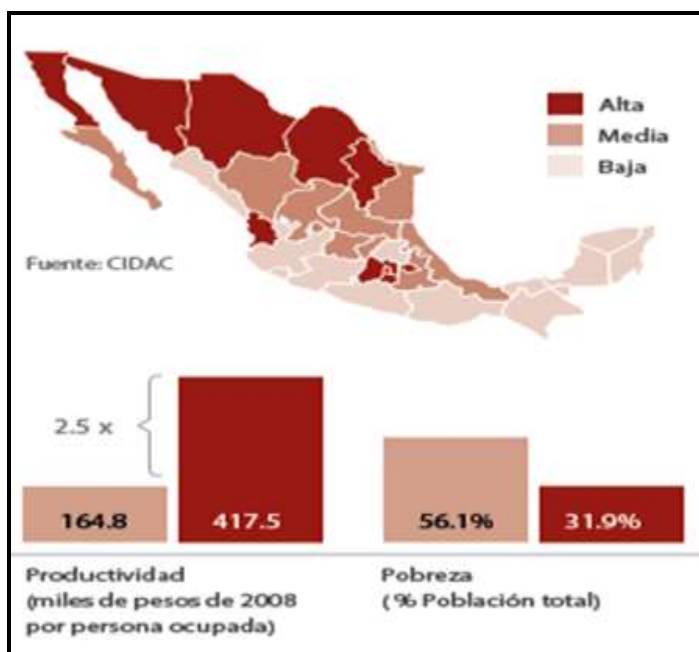 Alta
Media
Baja
Fuente: CIDAC
2.5 x
164.8
417.5
56.1%
31.9%
Productividad
(miles de pesos de 2008
por persona ocupada)
Pobreza
( % Población total)